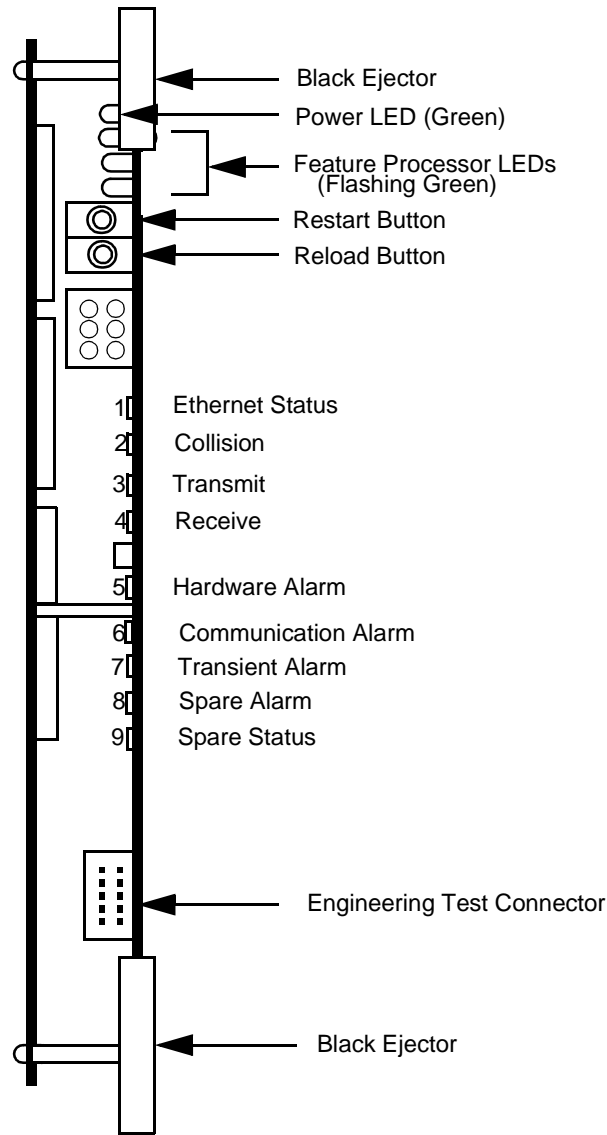 Black Ejector
Power LED (Green)
Feature Processor LEDs
(Flashing Green)
Restart Button
Reload Button
1 Ethernet Status
2 Collision
3 Transmit
4 Receive
5 Hardware Alarm
6 Communication Alarm
7 Transient Alarm
8 Spare Alarm
9 Spare Status
Engineering Test Connector
Black Ejector